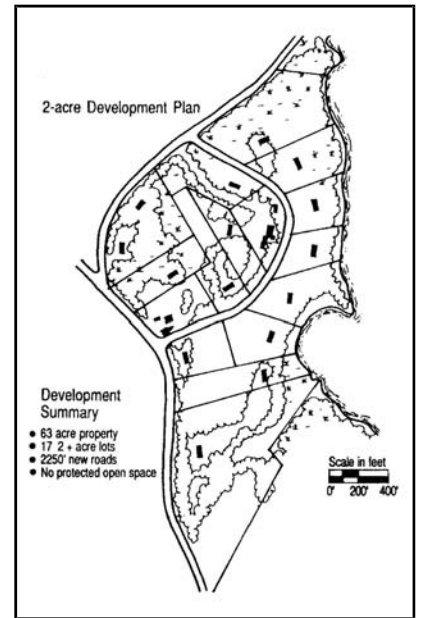 2-acre Development Plan
Development
Summary
• 63 acre property
• 17 2 + acre lots
• 2250' new roads
• No protected open space
Scale in feet
0' 200' 400'